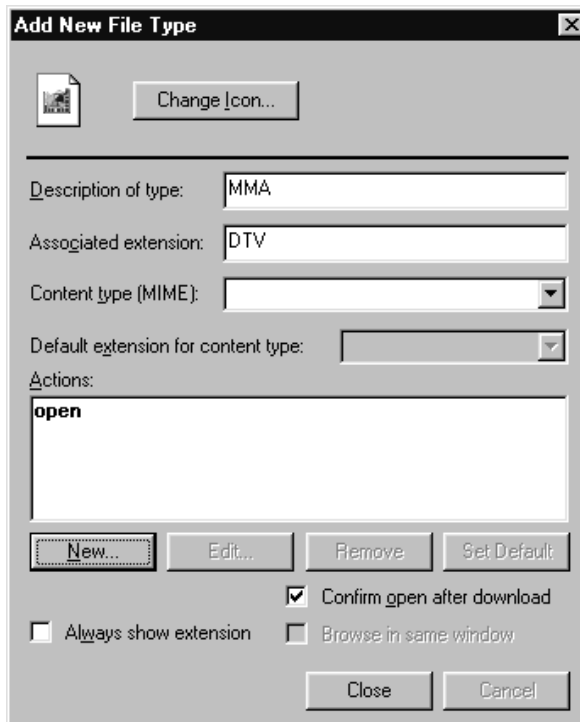 Add New File Type
Change Icon...
Description of type: MMA
Associated extension: DTV
Content type (MIME):
Default extension for content type:
Actions:
open
New... Edit... Remove Set Default
Confirm open after download
Always show extension Browse in same window
Close Cancel